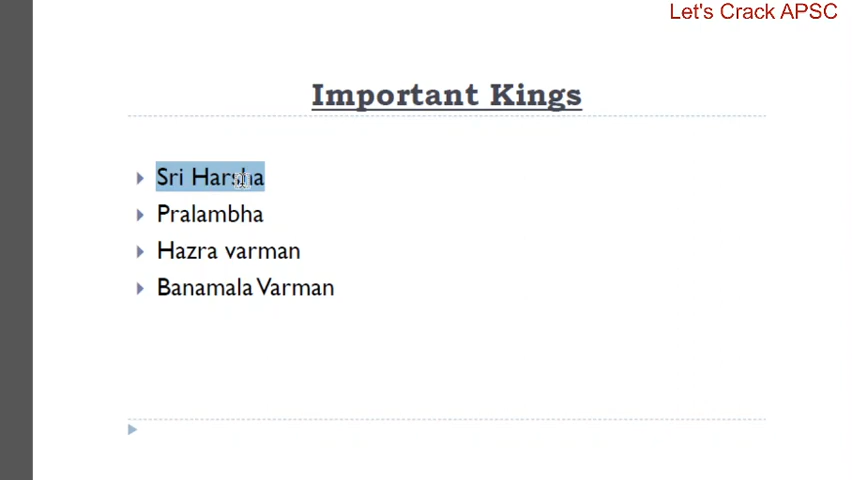 Let's Crack APSC
Important Kings
Sri Harsha
Pralambha
Hazra varman
Banamala Varman